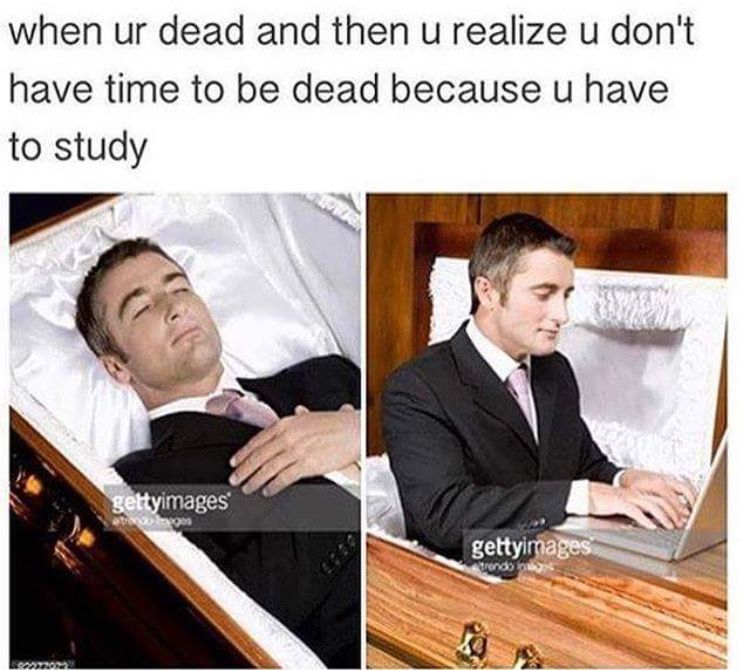 when ur dead and then u realize u don't
have time to be dead because u have
to study
gettyimages®
gettyimages